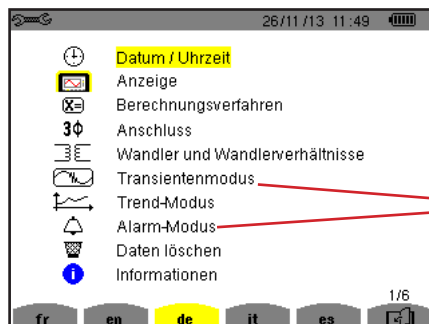 26/11/13 11:49
Datum / Uhrzeit
Anzeige
X= Berechnungsverfahren
3Φ Anschluss
Wandler und Wandlerverhältnisse
Transientenmodus
Trend-Modus
Alarm-Modus
Daten löschen
i Informationen
1/6
fr en de it es